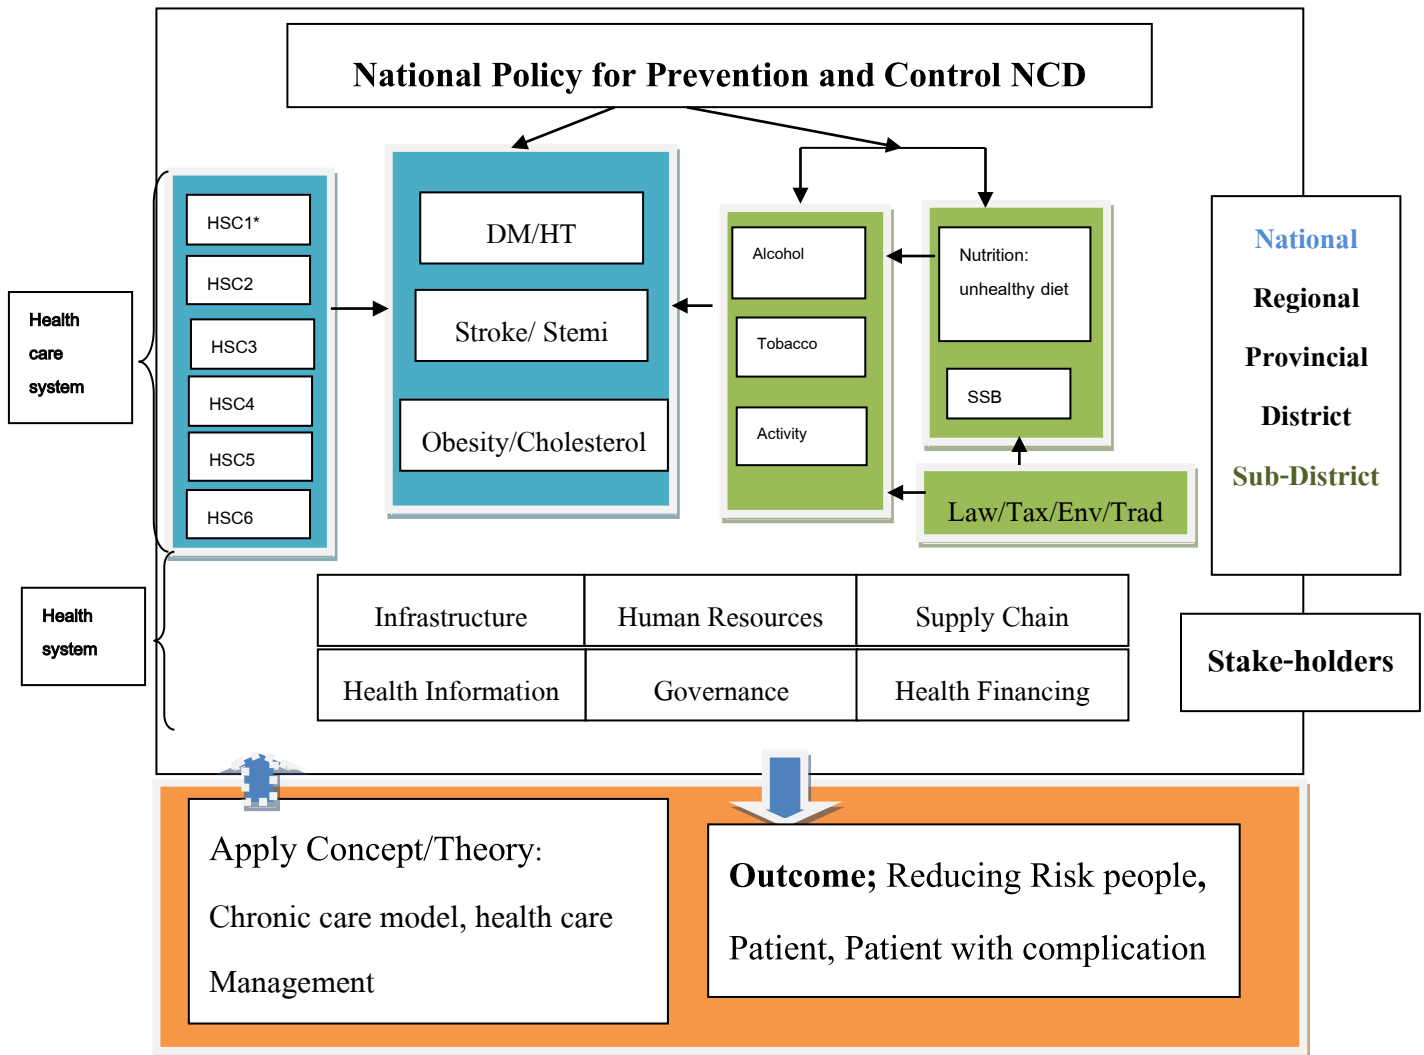 National Policy for Prevention and Control NCD
Health
care
system
HSC1*
HSC2
HSC3
HSC4
HSC5
HSC6
DM/HT
Stroke/ Stemi
Obesity/Cholesterol
Alcohol
Tobacco
Activity
Nutrition:
unhealthy diet
SSB
Law/Tax/Env/Trad
National
Regional
Provincial
District
Sub-District
Stake-holders
Health
system
Infrastructure
Human Resources
Supply Chain
Health Information
Governance
Health Financing
Apply Concept/Theory:
Chronic care model, health care
Management
Outcome; Reducing Risk people,
Patient, Patient with complication